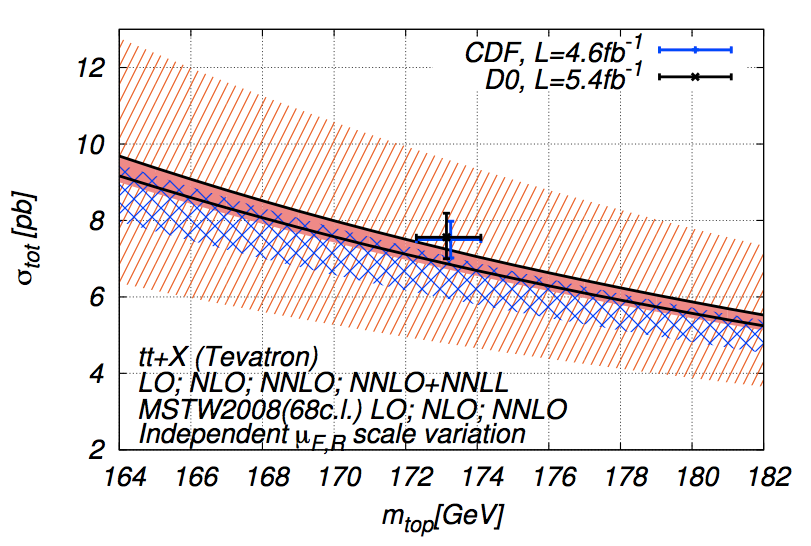 CDF, L=4.6fb⁻¹
D0, L=5.4fb⁻¹
σtot [pb]
12
10
8
6
4
2
tt+X (Tevatron)
LO; NLO; NNLO; NNLO+NNLL
MSTW2008(68c.l.) LO; NLO; NNLO
Independent μF,R scale variation
164 166 168 170 172 174 176 178 180 182
mtop[GeV]